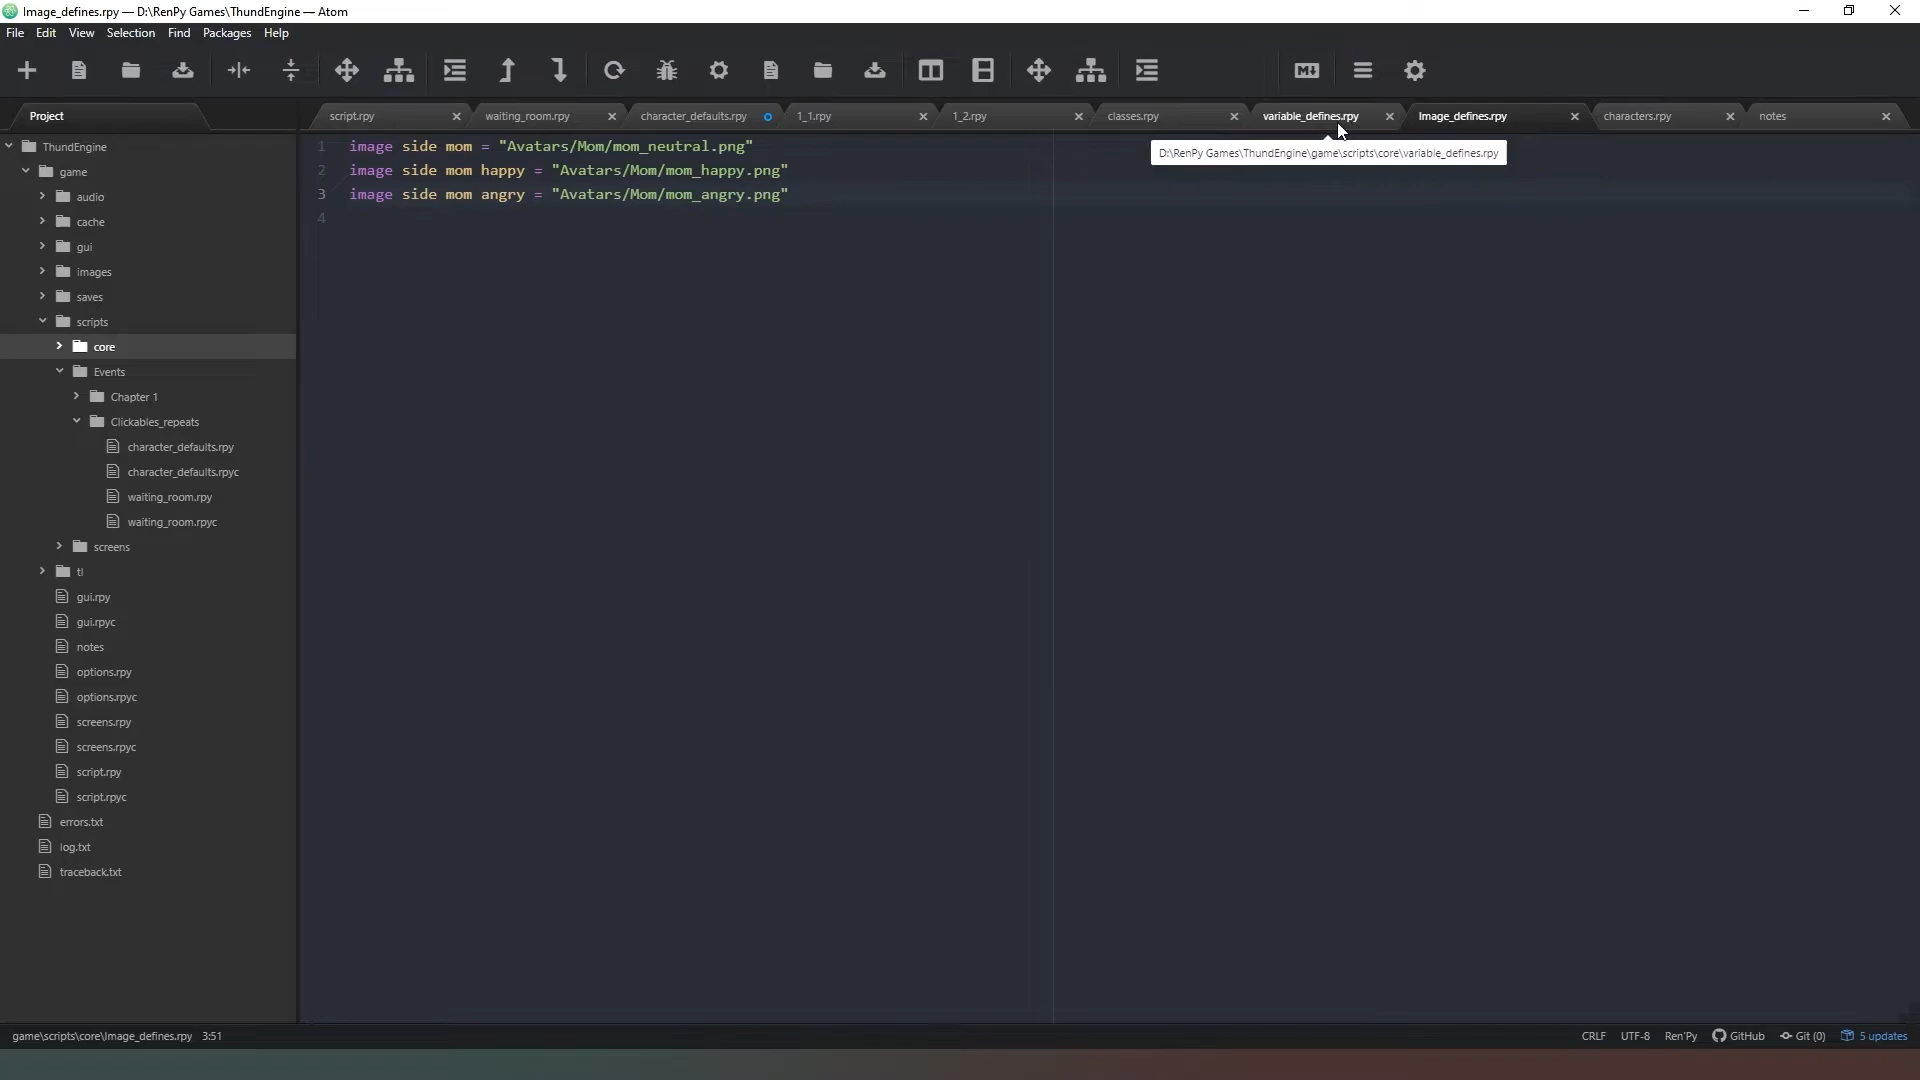 Image_defines.rpy — D:\RenPy Games\ThundEngine — Atom
File Edit View Selection Find Packages Help
Project
script.rpy
waiting_room.rpy
character_defaults.rpy
1_1.rpy
1_2.rpy
classes.rpy
variable_defines.rpy
Image_defines.rpy
characters.rpy
notes
D:\RenPy Games\ThundEngine\game\scripts\core\variable_defines.rpy
1 image side mom = "Avatars/Mom/mom_neutral.png"
2 image side mom happy = "Avatars/Mom/mom_happy.png"
3 image side mom angry = "Avatars/Mom/mom_angry.png"
4
ThundEngine
game
audio
cache
gui
images
saves
scripts
core
Events
Chapter 1
Clickables_repeats
character_defaults.rpy
character_defaults.rpyc
waiting_room.rpy
waiting_room.rpyc
screens
tl
gui.rpy
gui.rpyc
notes
options.rpy
options.rpyc
screens.rpy
screens.rpyc
script.rpy
script.rpyc
errors.txt
log.txt
traceback.txt
game\scripts\core\Image_defines.rpy 3:51
CRLF UTF-8 Ren'Py GitHub Git (0) 5 updates